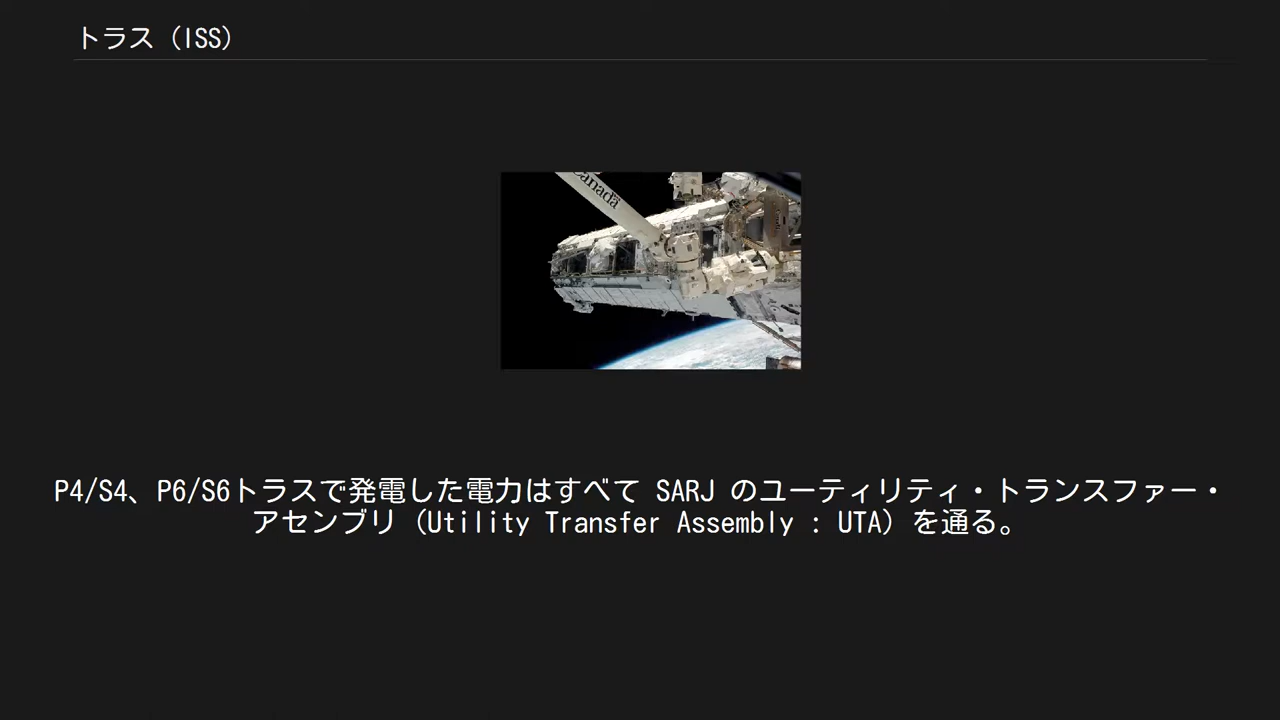 トラス（ISS）
Canada
P4/S4、P6/S6トラスで発電した電力はすべて SARJ のユーティリティ・トランスファー・
アセンブリ（Utility Transfer Assembly : UTA）を通る。